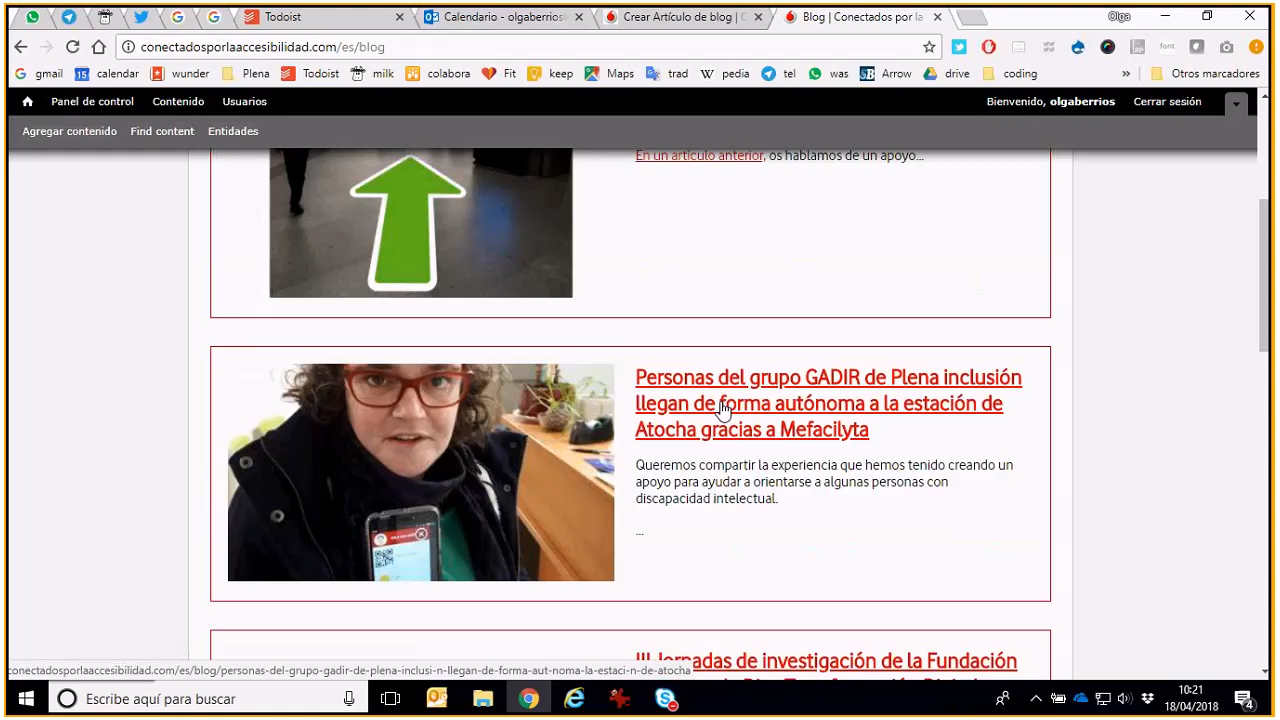 Todoist
Calendario - olgaberrios
Crear Artículo de blog | C
Blog | Conectados por la
Olga
conectadosporlaaccesibilidad.com/es/blog
gmail
calendar
wunder
Plena
Todoist
milk
colabora
Fit
keep
Maps
trad
pedia
tel
was
Arrow
drive
coding
»
Otros marcadores
Panel de control
Contenido
Usuarios
Bienvenido, olgaberrios
Cerrar sesión
Agregar contenido
Find content
Entidades
En un artículo anterior, os hablamos de un apoyo...
Personas del grupo GADIR de Plena inclusión
llegan de forma autónoma a la estación de
Atocha gracias a Mefacilyta
Queremos compartir la experiencia que hemos tenido creando un
apoyo para ayudar a orientarse a algunas personas con
discapacidad intelectual.
...
III Jornadas de investigación de la Fundación
conectadosporlaaccesibilidad.com/es/blog/personas-del-grupo-gadir-de-plena-inclusi-n-llegan-de-forma-aut-noma-la-estaci-n-de-atocha
Escribe aquí para buscar
10:21
18/04/2018
4